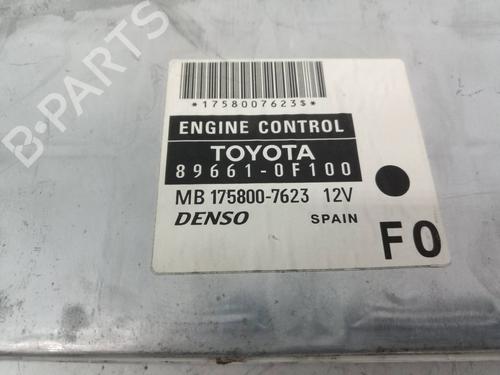 *1758007623$*
ENGINE CONTROL
TOYOTA
89661-0F100
MB 175800-7623 12V
DENSO SPAIN
F0
B-PARTS